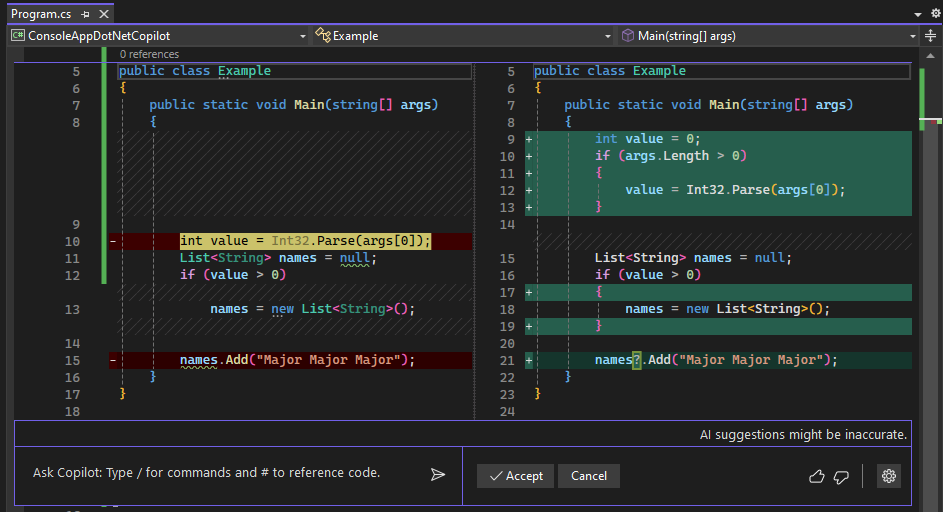 Program.cs
C# ConsoleAppDotNetCopilot Example Main(string[] args)
0 references
5 public class Example
6 {
7 public static void Main(string[] args)
8 {
9
10 - int value = Int32.Parse(args[0]);
11 List<String> names = null;
12 if (value > 0)
13 names = new List<String>();
14
15 - names.Add("Major Major Major");
16 }
17 }
18
5 public class Example
6 {
7 public static void Main(string[] args)
8 {
9 + int value = 0;
10 + if (args.Length > 0)
11 + {
12 + value = Int32.Parse(args[0]);
13 + }
14
15 List<String> names = null;
16 if (value > 0)
17 + {
18 names = new List<String>();
19 + }
20
21 + names?.Add("Major Major Major");
22 }
23 }
24
AI suggestions might be inaccurate.
Ask Copilot: Type / for commands and # to reference code.
Accept Cancel